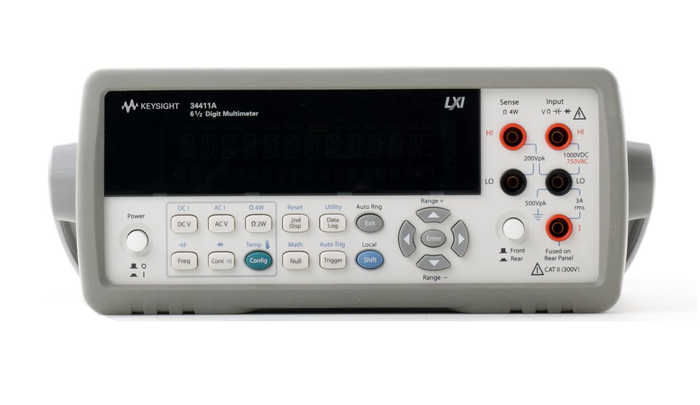 KEYSIGHT 34411A
6½ Digit Multimeter
LXI
Sense Input
Ω 4W V Ω
HI HI
200Vpk 1000VDC
750VAC
LO LO
500Vpk 3A
rms
I
Front
Rear
Fused on
Rear Panel
CAT II (300V)
Power
O
I
DC I AC I Ω 4W Reset Utility Auto Rng
DC V AC V Ω 2W 2nd Disp Data Log Exit
Temp Math Auto Trig Local
Freq Cont Config Null Trigger Shift
Range +
Enter
Range −